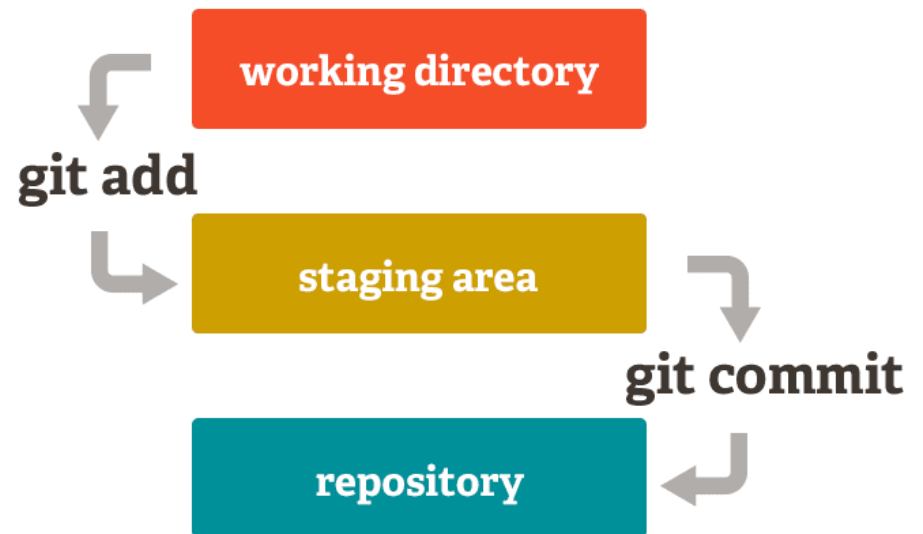 working directory
git add
staging area
git commit
repository